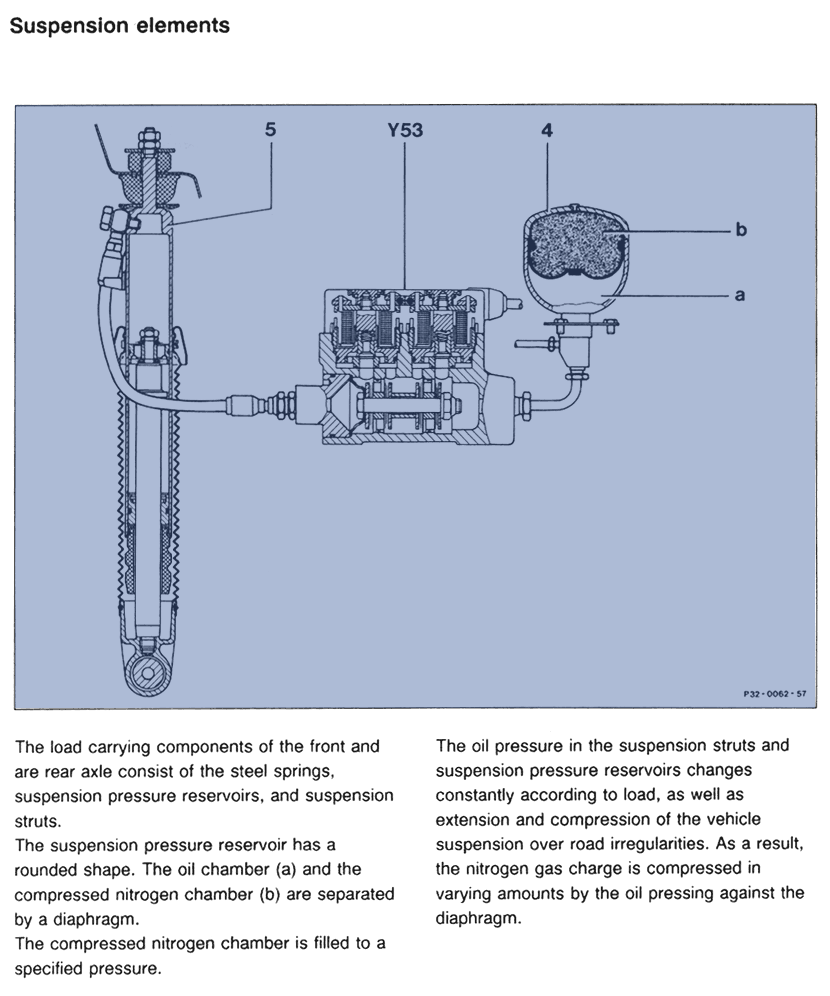 Suspension elements
5
Y53
4
b
a
P32-0062-57
The load carrying components of the front and
are rear axle consist of the steel springs,
suspension pressure reservoirs, and suspension
struts.
The suspension pressure reservoir has a
rounded shape. The oil chamber (a) and the
compressed nitrogen chamber (b) are separated
by a diaphragm.
The compressed nitrogen chamber is filled to a
specified pressure.
The oil pressure in the suspension struts and
suspension pressure reservoirs changes
constantly according to load, as well as
extension and compression of the vehicle
suspension over road irregularities. As a result,
the nitrogen gas charge is compressed in
varying amounts by the oil pressing against the
diaphragm.